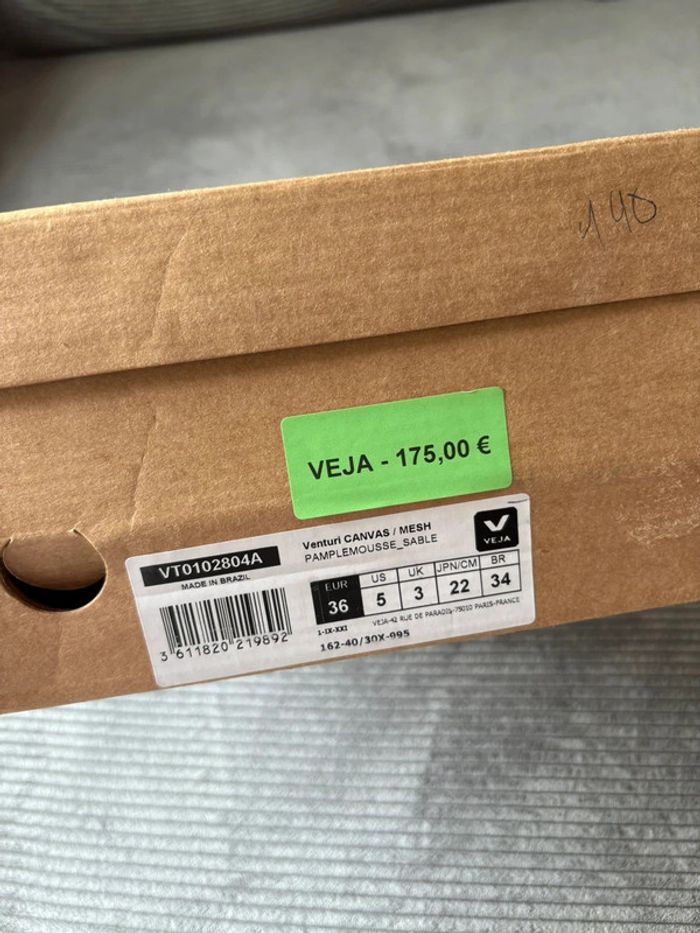 140
VEJA - 175,00 €
VT0102804A
MADE IN BRAZIL
3 611820 219892
Venturi CANVAS / MESH
PAMPLEMOUSSE_SABLE
V
VEJA
EUR US UK JPN/CM BR
36 5 3 22 34
1-IX-XXI
VEJA-42 RUE DE PARADIS-75010 PARIS-FRANCE
162-40/30X-995